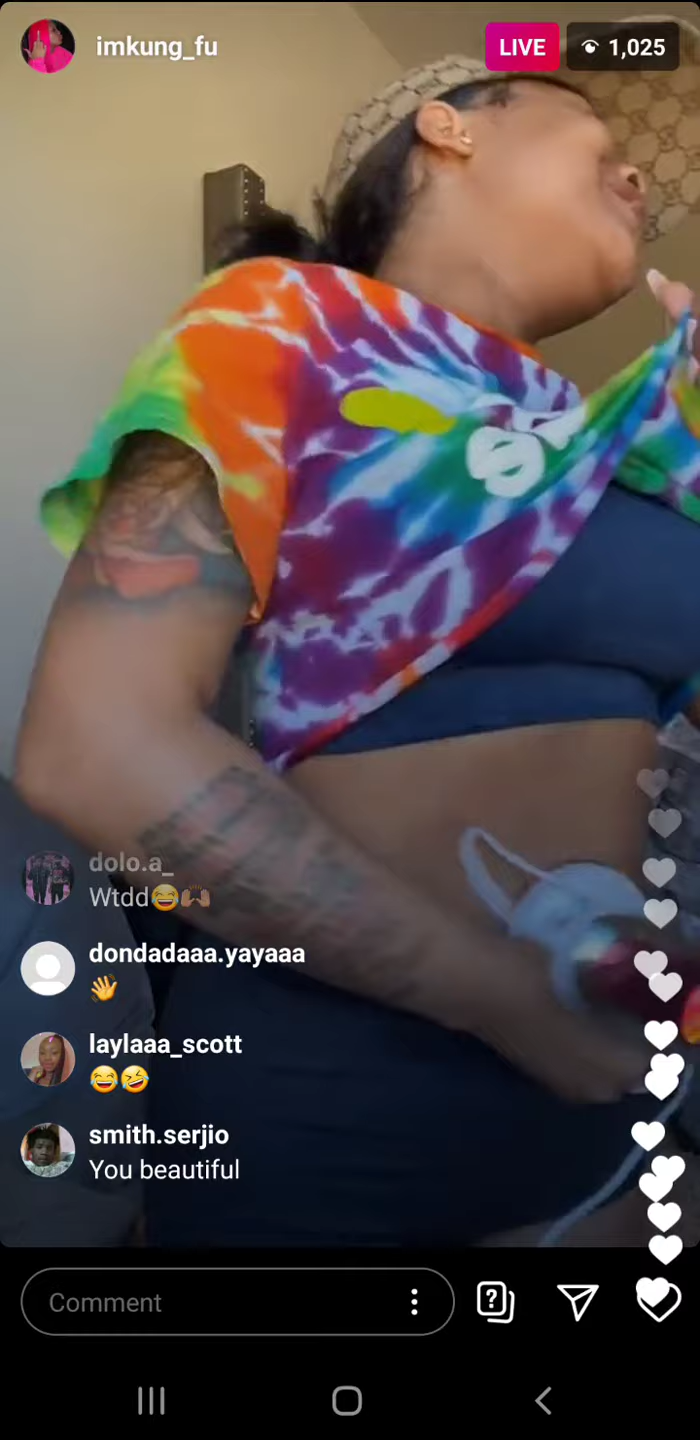 imkung_fu
LIVE
1,025
dolo.a_
Wtdd😂🙌🏽
dondadaaa.yayaaa
👋
laylaaa_scott
😂🤣
smith.serjio
You beautiful
Comment